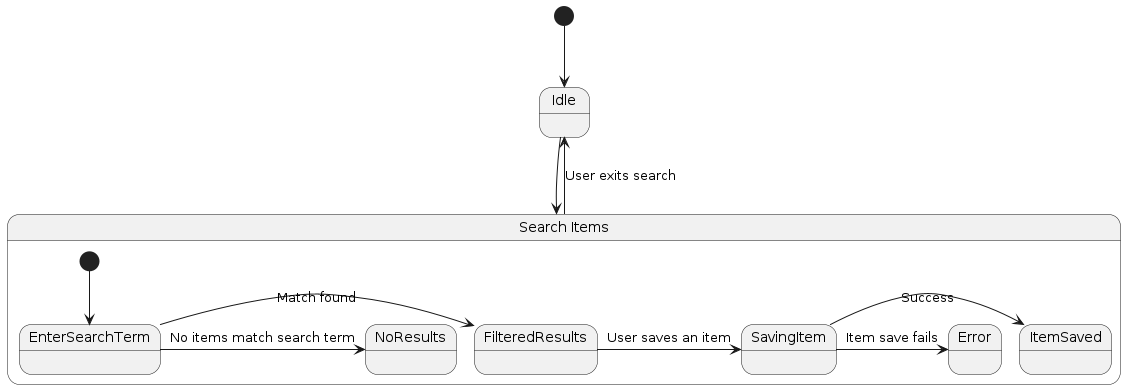 Idle
User exits search
Search Items
Match found
Success
EnterSearchTerm
No items match search term
NoResults
FilteredResults
User saves an item
SavingItem
Item save fails
Error
ItemSaved